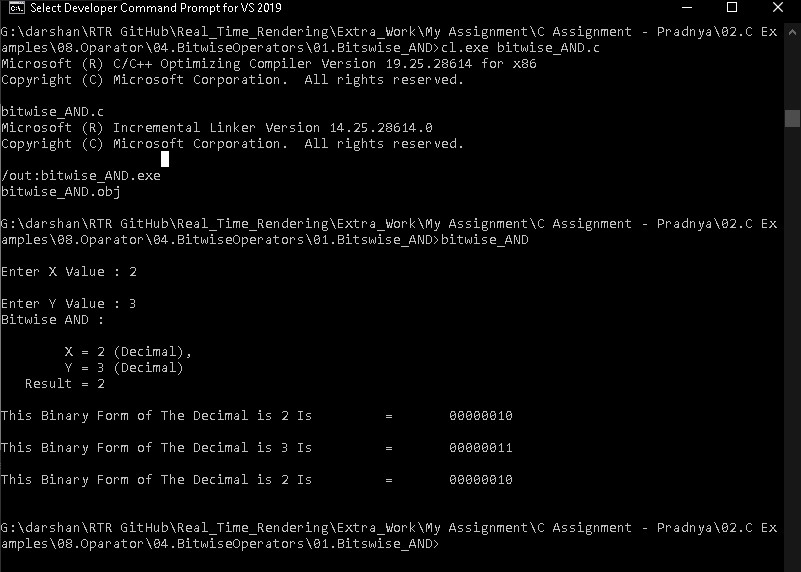 C:\. Select Developer Command Prompt for VS 2019
G:\darshan\RTR GitHub\Real_Time_Rendering\Extra_Work\My Assignment\C Assignment - Pradnya\02.C Ex
amples\08.Oparator\04.BitwiseOperators\01.Bitswise_AND>cl.exe bitwise_AND.c
Microsoft (R) C/C++ Optimizing Compiler Version 19.25.28614 for x86
Copyright (C) Microsoft Corporation.  All rights reserved.
bitwise_AND.c
Microsoft (R) Incremental Linker Version 14.25.28614.0
Copyright (C) Microsoft Corporation.  All rights reserved.
/out:bitwise_AND.exe
bitwise_AND.obj
G:\darshan\RTR GitHub\Real_Time_Rendering\Extra_Work\My Assignment\C Assignment - Pradnya\02.C Ex
amples\08.Oparator\04.BitwiseOperators\01.Bitswise_AND>bitwise_AND
Enter X Value : 2
Enter Y Value : 3
Bitwise AND :
X = 2 (Decimal),
Y = 3 (Decimal)
Result = 2
This Binary Form of The Decimal is 2 Is = 00000010
This Binary Form of The Decimal is 3 Is = 00000011
This Binary Form of The Decimal is 2 Is = 00000010
G:\darshan\RTR GitHub\Real_Time_Rendering\Extra_Work\My Assignment\C Assignment - Pradnya\02.C Ex
amples\08.Oparator\04.BitwiseOperators\01.Bitswise_AND>